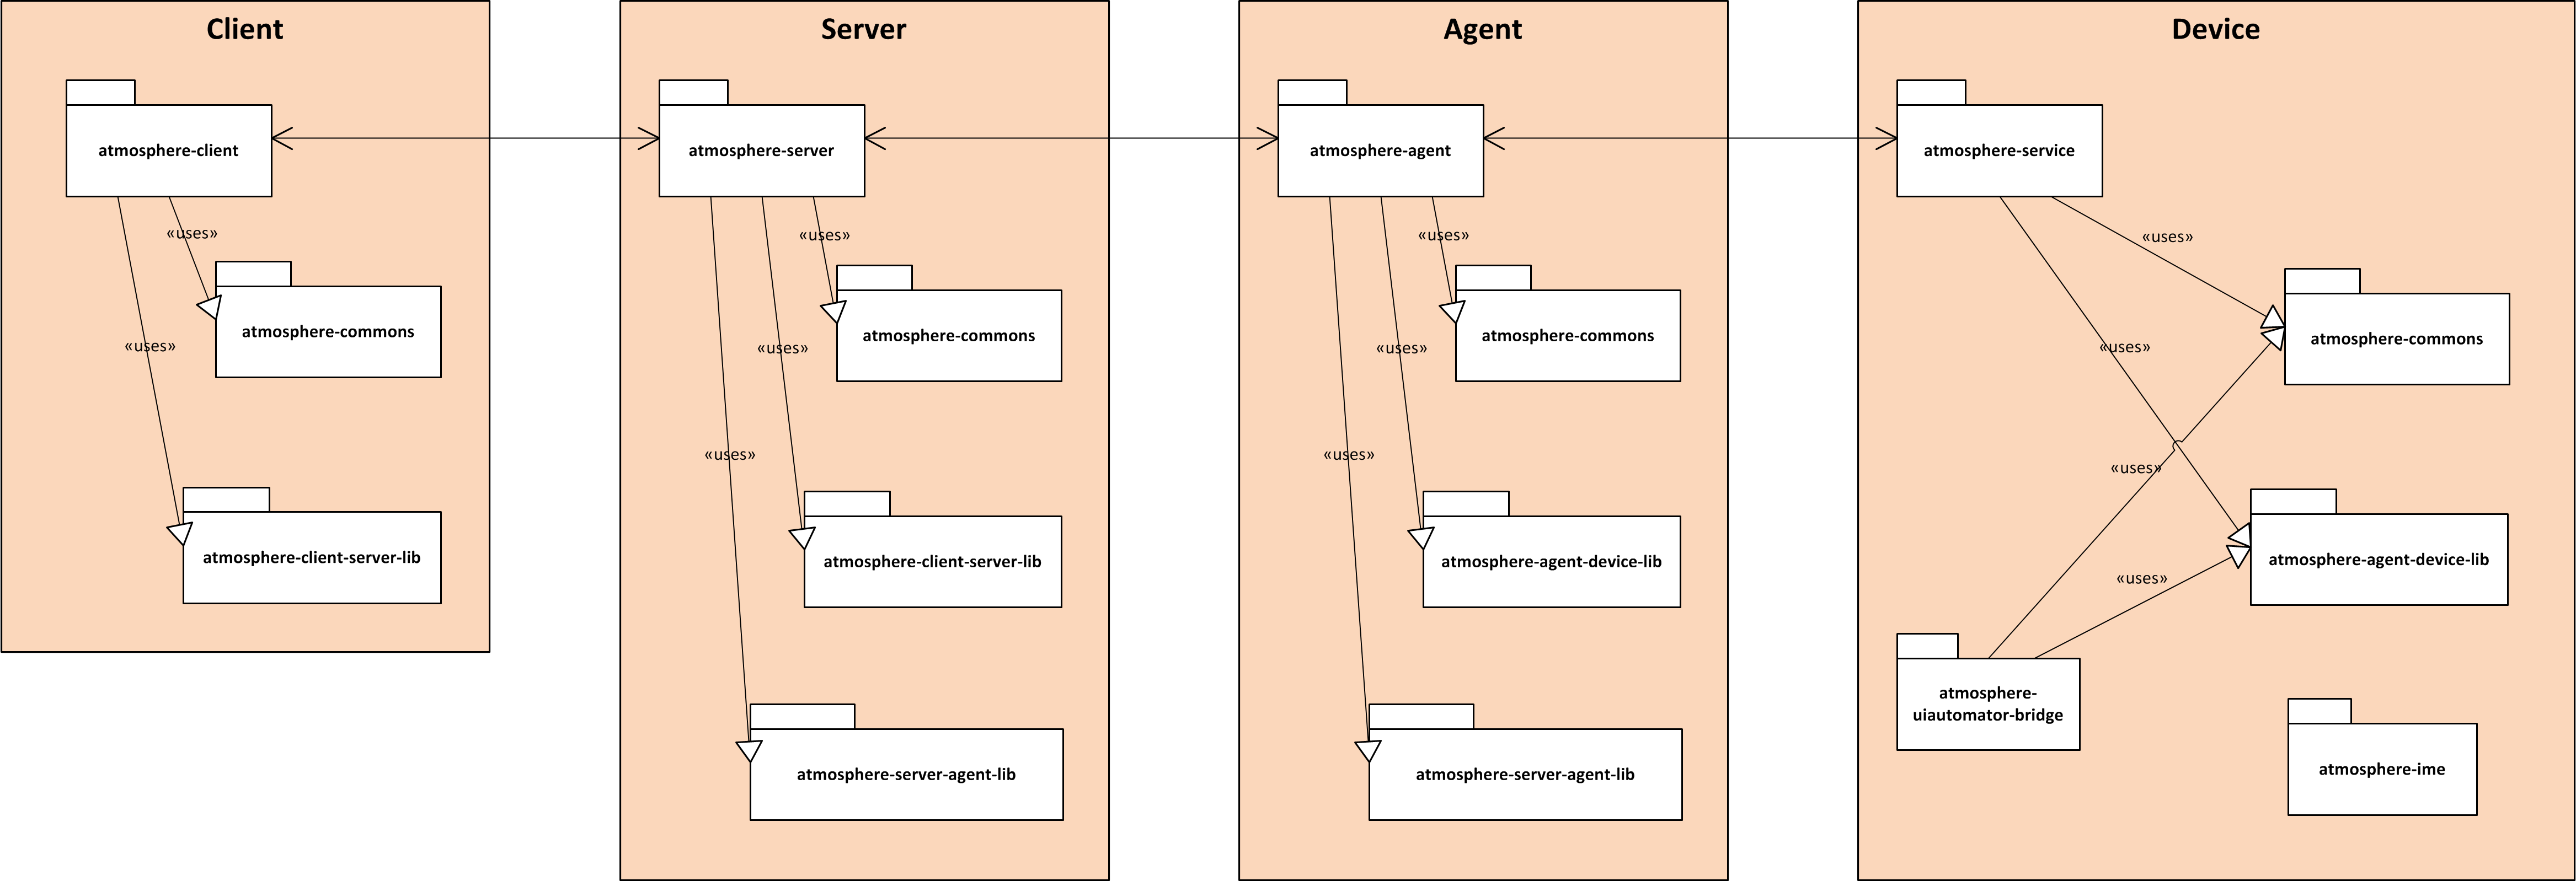 Client
atmosphere-client
«uses»
atmosphere-commons
«uses»
atmosphere-client-server-lib
Server
atmosphere-server
«uses»
atmosphere-commons
«uses»
«uses»
atmosphere-client-server-lib
atmosphere-server-agent-lib
Agent
atmosphere-agent
«uses»
atmosphere-commons
«uses»
«uses»
atmosphere-agent-device-lib
atmosphere-server-agent-lib
Device
atmosphere-service
«uses»
atmosphere-commons
«uses»
«uses»
atmosphere-agent-device-lib
«uses»
atmosphere-
uiautomator-bridge
atmosphere-ime